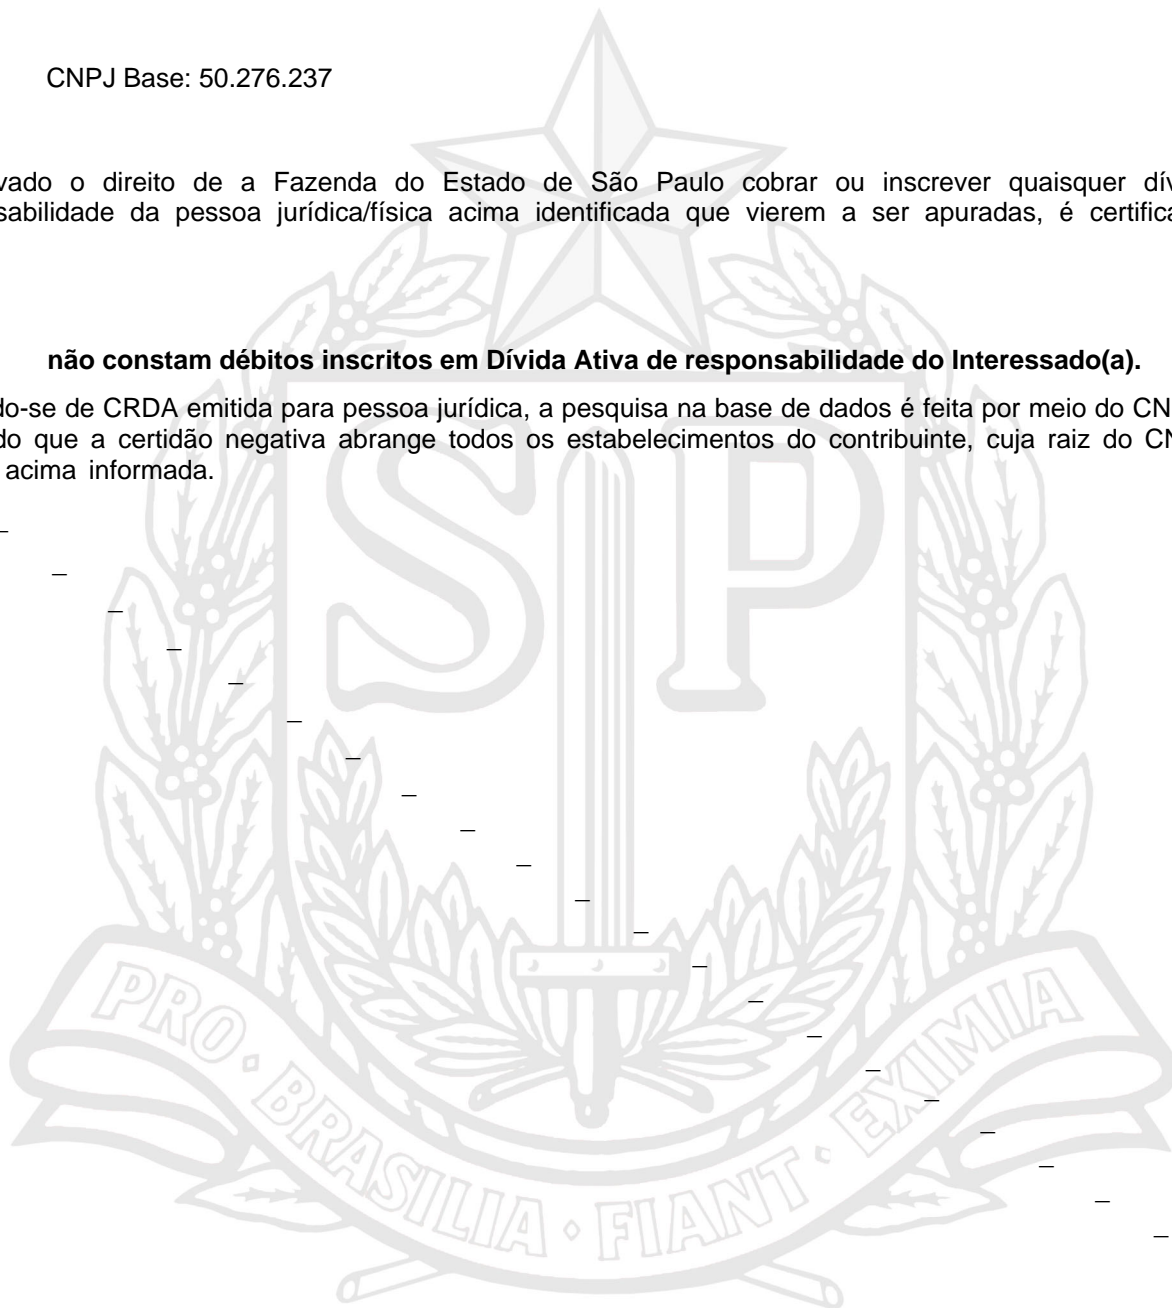 CNPJ Base: 50.276.237
vado o direito de a Fazenda do Estado de São Paulo cobrar ou inscrever quaisquer dív
sabilidade da pessoa jurídica/física acima identificada que vierem a ser apuradas, é certifica
não constam débitos inscritos em Dívida Ativa de responsabilidade do Interessado(a).
do-se de CRDA emitida para pessoa jurídica, a pesquisa na base de dados é feita por meio do CN
do que a certidão negativa abrange todos os estabelecimentos do contribuinte, cuja raiz do CN
acima informada.
SP
PRO • BRASILIA • FIANT • EXIMIA